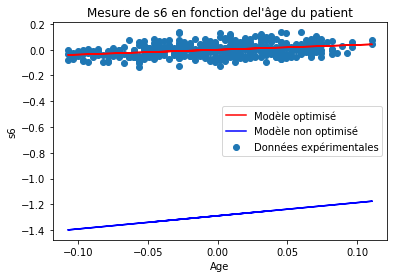 Mesure de s6 en fonction del'âge du patient
0.2
0.0
−0.2
−0.4
−0.6
−0.8
−1.0
−1.2
−1.4
s6
Modèle optimisé
Modèle non optimisé
Données expérimentales
−0.10
−0.05
0.00
0.05
0.10
Age